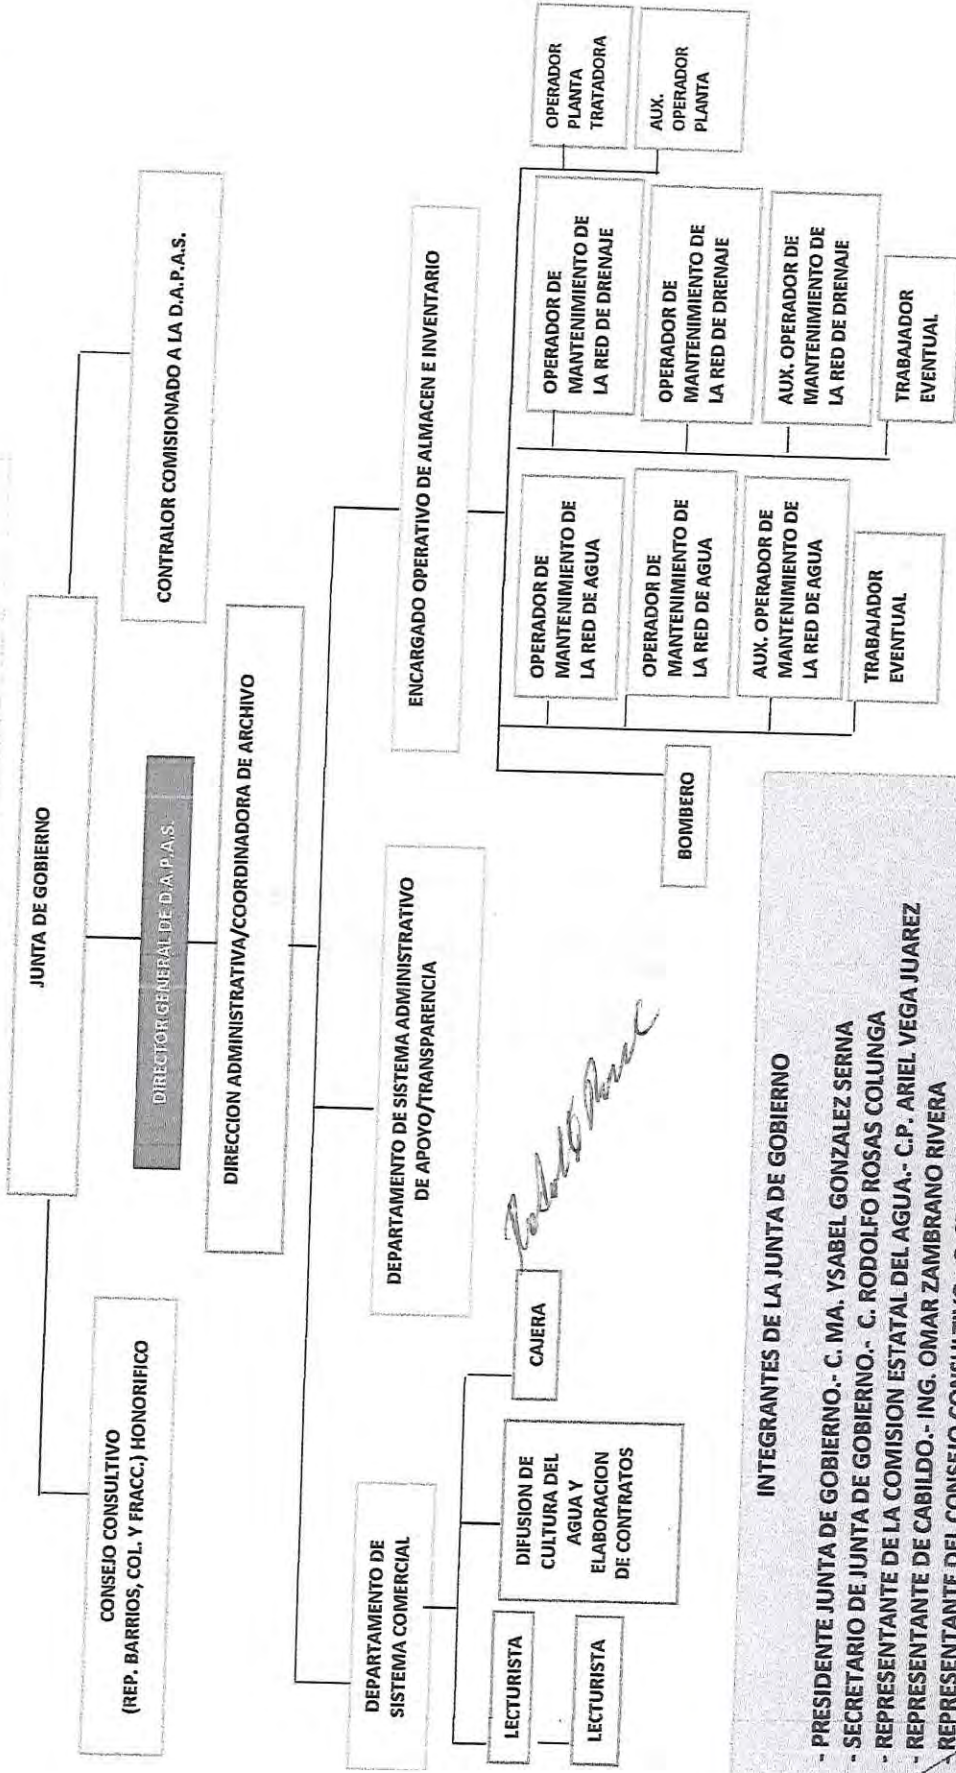 JUNTA DE GOBIERNO
CONSEJO CONSULTIVO
(REP. BARRIOS, COL. Y FRACC.) HONORIFICO
CONTRALOR COMISIONADO A LA D.A.P.A.S.
DIRECTOR GENERAL DE D.A.P.A.S.
DIRECCION ADMINISTRATIVA/COORDINADORA DE ARCHIVO
DEPARTAMENTO DE
SISTEMA COMERCIAL
DEPARTAMENTO DE SISTEMA ADMINISTRATIVO
DE APOYO/TRANSPARENCIA
ENCARGADO OPERATIVO DE ALMACEN E INVENTARIO
LECTURISTA
LECTURISTA
DIFUSION DE
CULTURA DEL
AGUA Y
ELABORACION
DE CONTRATOS
CAJERA
BOMBERO
OPERADOR DE
MANTENIMIENTO DE
LA RED DE AGUA
OPERADOR DE
MANTENIMIENTO DE
LA RED DE AGUA
AUX. OPERADOR DE
MANTENIMIENTO DE
LA RED DE AGUA
TRABAJADOR
EVENTUAL
OPERADOR DE
MANTENIMIENTO DE
LA RED DE DRENAJE
OPERADOR DE
MANTENIMIENTO DE
LA RED DE DRENAJE
AUX. OPERADOR DE
MANTENIMIENTO DE
LA RED DE DRENAJE
TRABAJADOR
EVENTUAL
OPERADOR
PLANTA
TRATADORA
AUX.
OPERADOR
PLANTA
INTEGRANTES DE LA JUNTA DE GOBIERNO
- PRESIDENTE JUNTA DE GOBIERNO.- C. MA. YSABEL GONZALEZ SERNA
- SECRETARIO DE JUNTA DE GOBIERNO.- C. RODOLFO ROSAS COLUNGA
- REPRESENTANTE DE LA COMISION ESTATAL DEL AGUA.- C.P. ARIEL VEGA JUAREZ
- REPRESENTANTE DE CABILDO.- ING. OMAR ZAMBRANO RIVERA
- REPRESENTANTE DEL CONSEJO CONSULTIVO